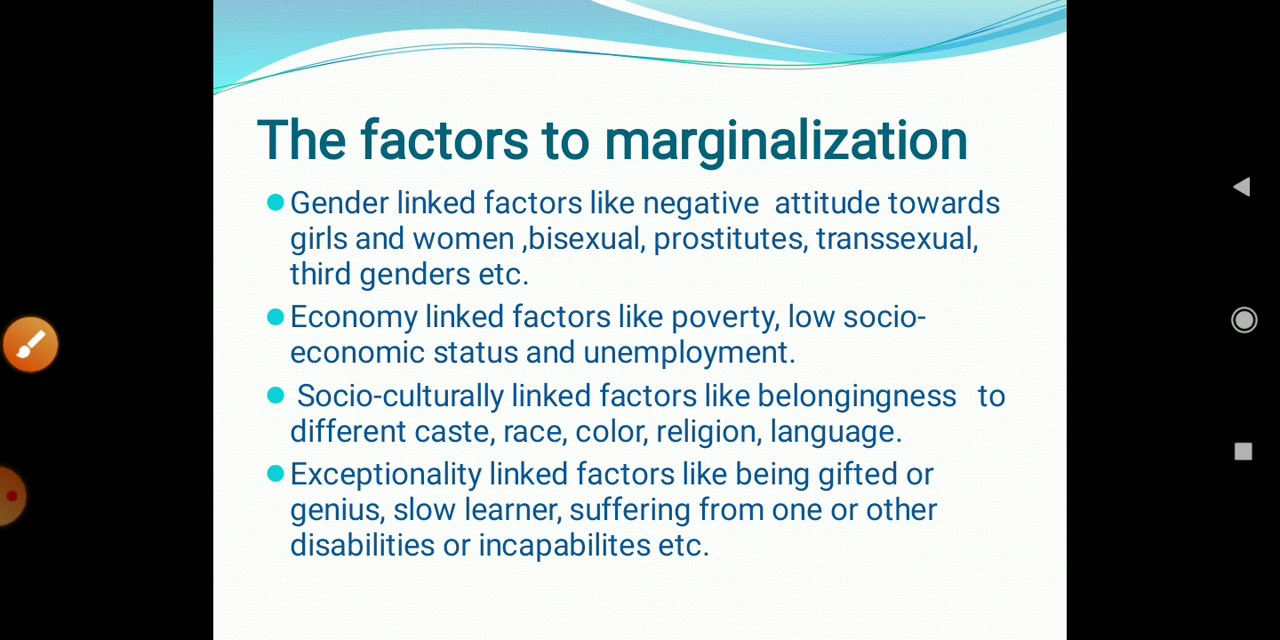 The factors to marginalization
Gender linked factors like negative  attitude towards
girls and women ,bisexual, prostitutes, transsexual,
third genders etc.
Economy linked factors like poverty, low socio-
economic status and unemployment.
Socio-culturally linked factors like belongingness   to
different caste, race, color, religion, language.
Exceptionality linked factors like being gifted or
genius, slow learner, suffering from one or other
disabilities or incapabilites etc.